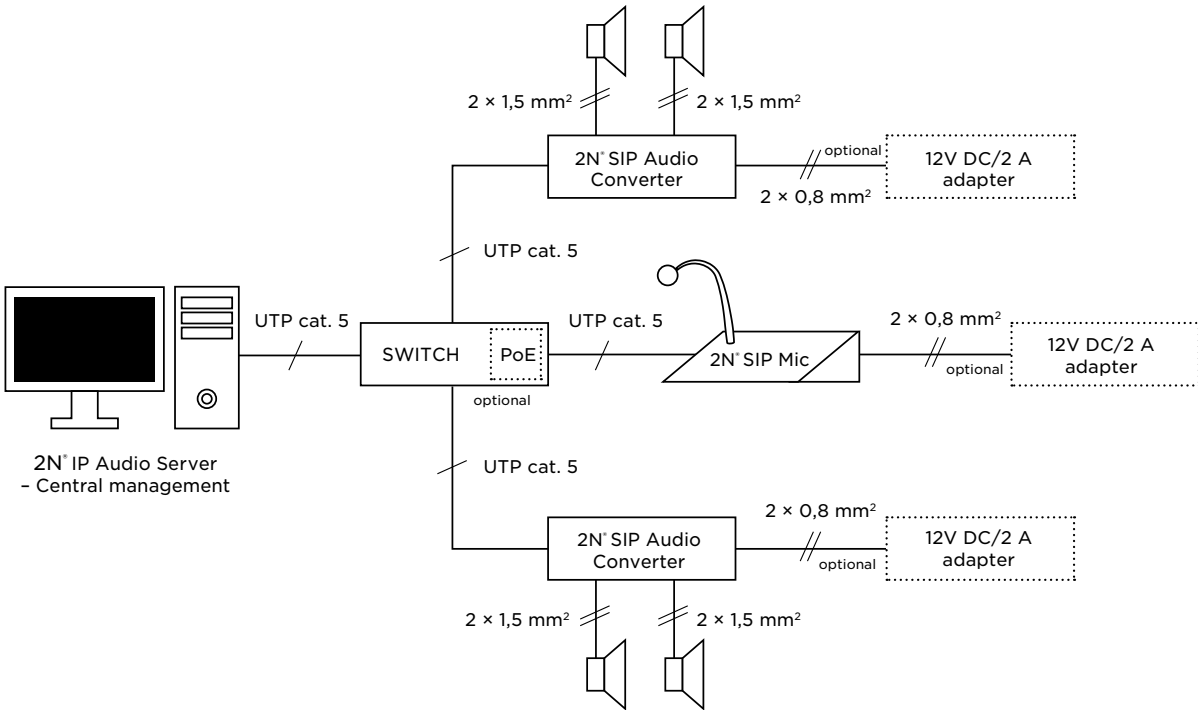 2 × 1,5 mm²
2 × 1,5 mm²
2N® SIP Audio
Converter
optional
2 × 0,8 mm²
12V DC/2 A
adapter
UTP cat. 5
UTP cat. 5
SWITCH
PoE
optional
UTP cat. 5
2N® SIP Mic
2 × 0,8 mm²
optional
12V DC/2 A
adapter
2N® IP Audio Server
– Central management
UTP cat. 5
2N® SIP Audio
Converter
2 × 0,8 mm²
optional
12V DC/2 A
adapter
2 × 1,5 mm²
2 × 1,5 mm²